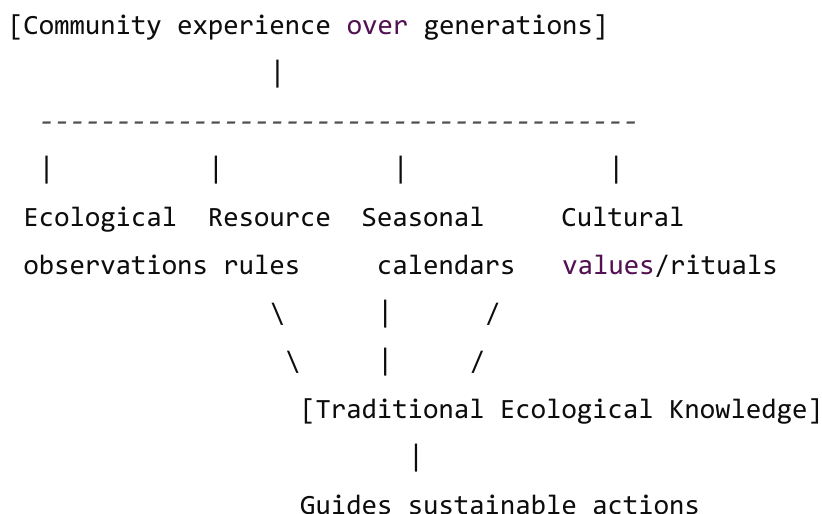 [Community experience over generations]
|
---------------------------------------
| | | |
Ecological Resource Seasonal Cultural
observations rules calendars values/rituals
\ | /
\ | /
[Traditional Ecological Knowledge]
|
Guides sustainable actions